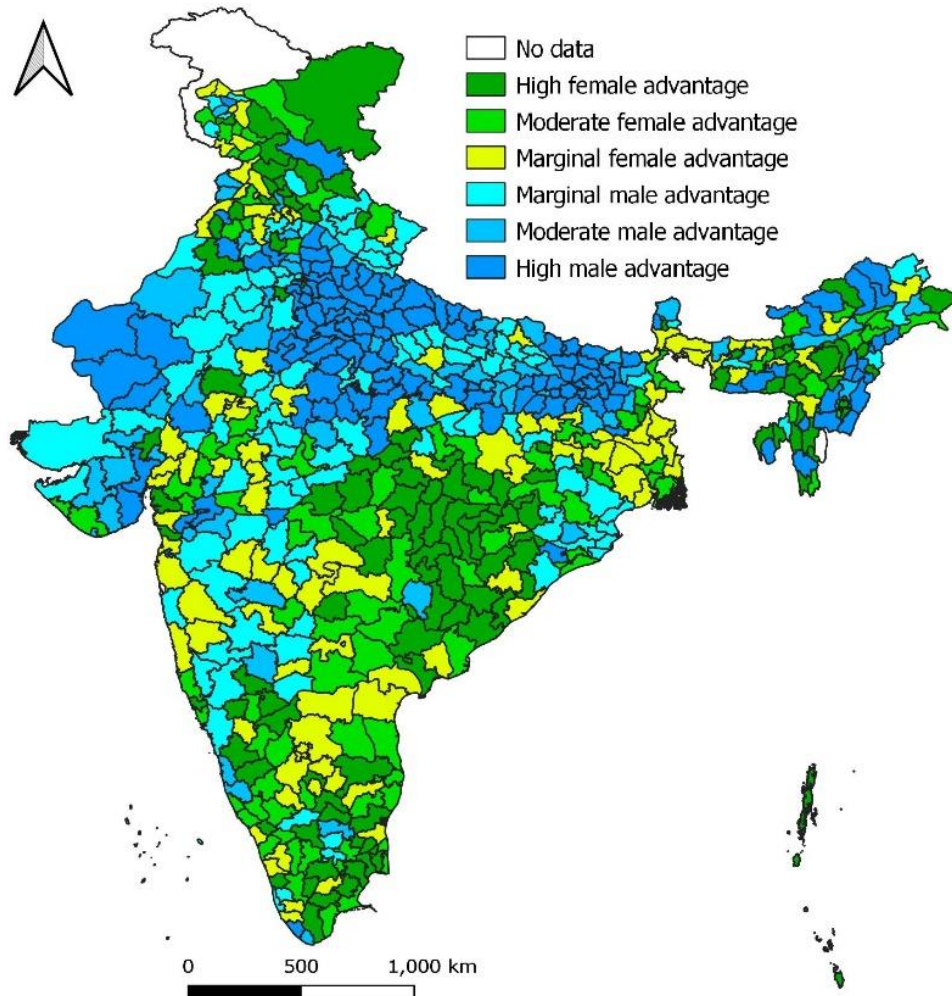 No data
High female advantage
Moderate female advantage
Marginal female advantage
Marginal male advantage
Moderate male advantage
High male advantage
0 500 1,000 km